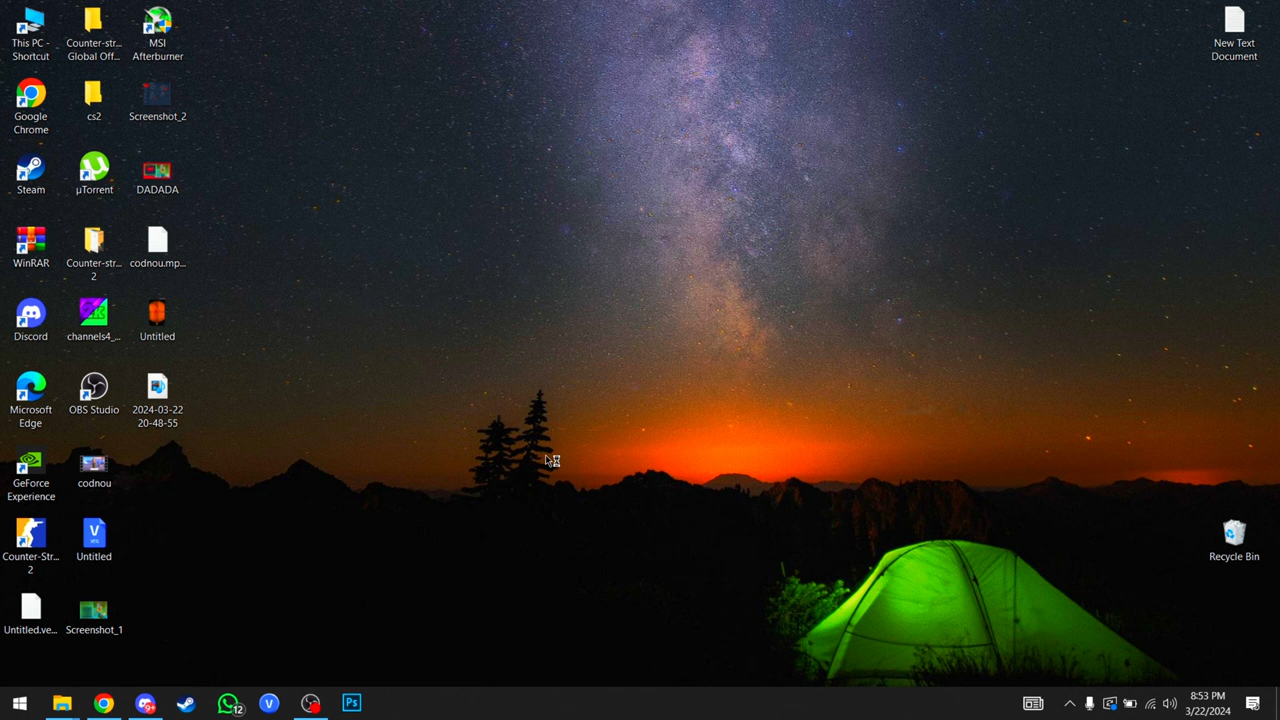 This PC -
Shortcut
Counter-str...
Global Off...
MSI
Afterburner
New Text
Document
Google
Chrome
cs2
Screenshot_2
Steam
µTorrent
DADADA
WinRAR
Counter-str...
2
codnou.mp...
Discord
channels4_...
Untitled
Microsoft
Edge
OBS Studio
2024-03-22
20-48-55
GeForce
Experience
codnou
Counter-Str...
2
Untitled
Recycle Bin
Untitled.ve...
Screenshot_1
12
V
Ps
8:53 PM
3/22/2024